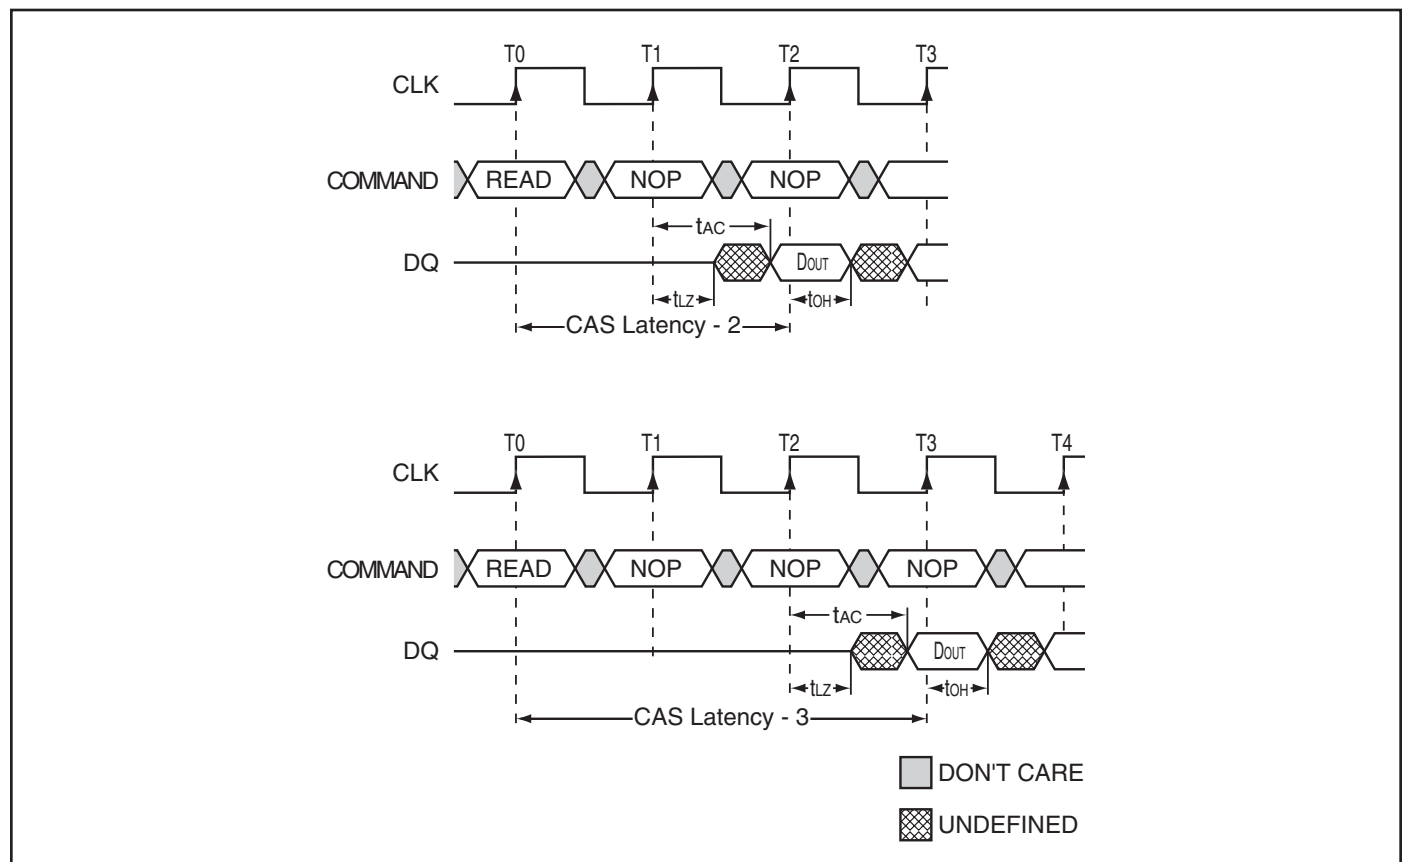 T0 T1 T2 T3
CLK
COMMAND READ NOP NOP
tAC
DQ DOUT
tLZ tOH
CAS Latency - 2
T0 T1 T2 T3 T4
CLK
COMMAND READ NOP NOP NOP
tAC
DQ DOUT
tLZ tOH
CAS Latency - 3
DON'T CARE
UNDEFINED